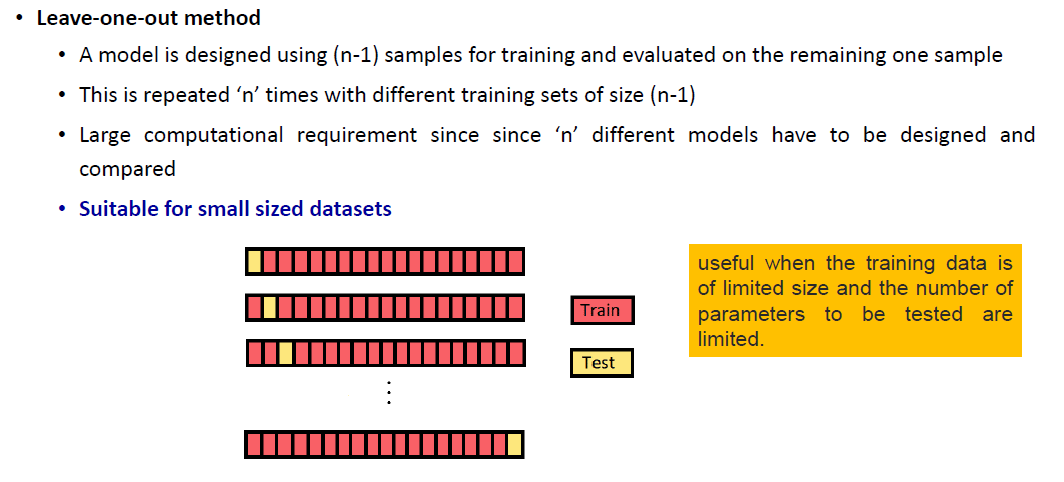 • Leave-one-out method
• A model is designed using (n-1) samples for training and evaluated on the remaining one sample
• This is repeated ‘n’ times with different training sets of size (n-1)
• Large computational requirement since since ‘n’ different models have to be designed and
compared
• Suitable for small sized datasets
useful when the training data is
of limited size and the number of
parameters to be tested are
limited.
Train
Test